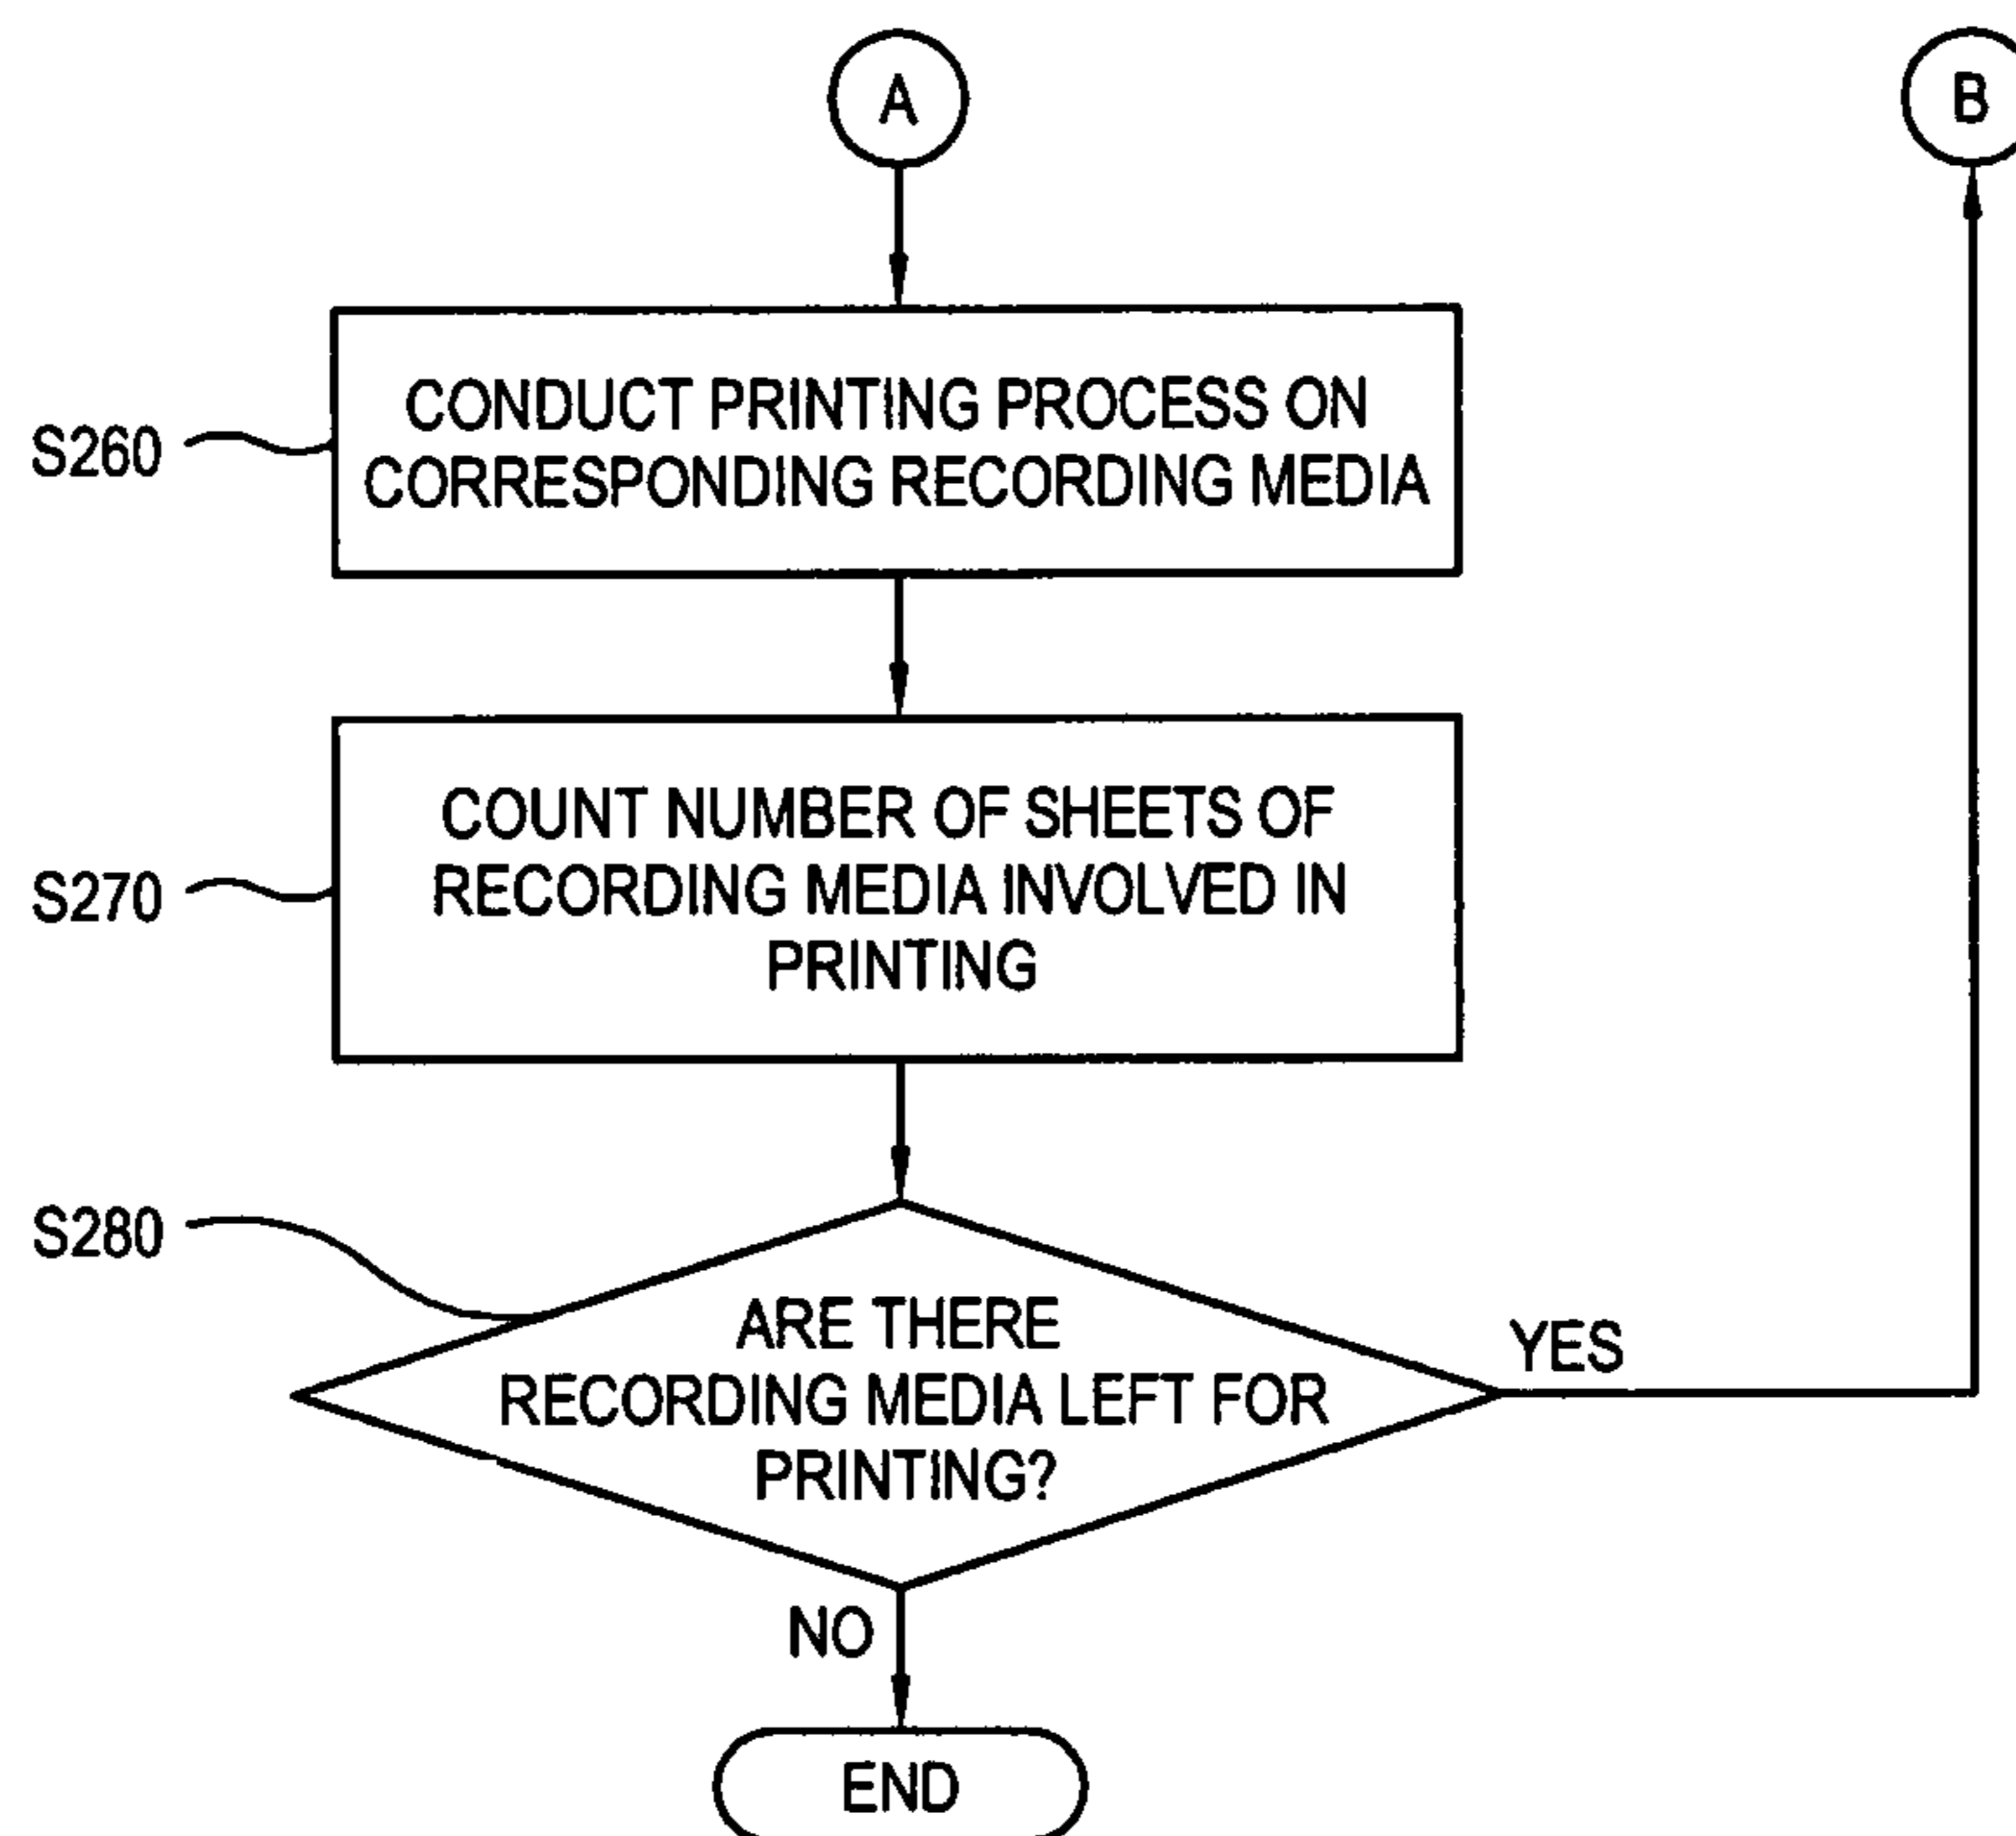 A
B
S260
CONDUCT PRINTING PROCESS ON
CORRESPONDING RECORDING MEDIA
S270
COUNT NUMBER OF SHEETS OF
RECORDING MEDIA INVOLVED IN
PRINTING
S280
ARE THERE
RECORDING MEDIA LEFT FOR
PRINTING?
YES
NO
END